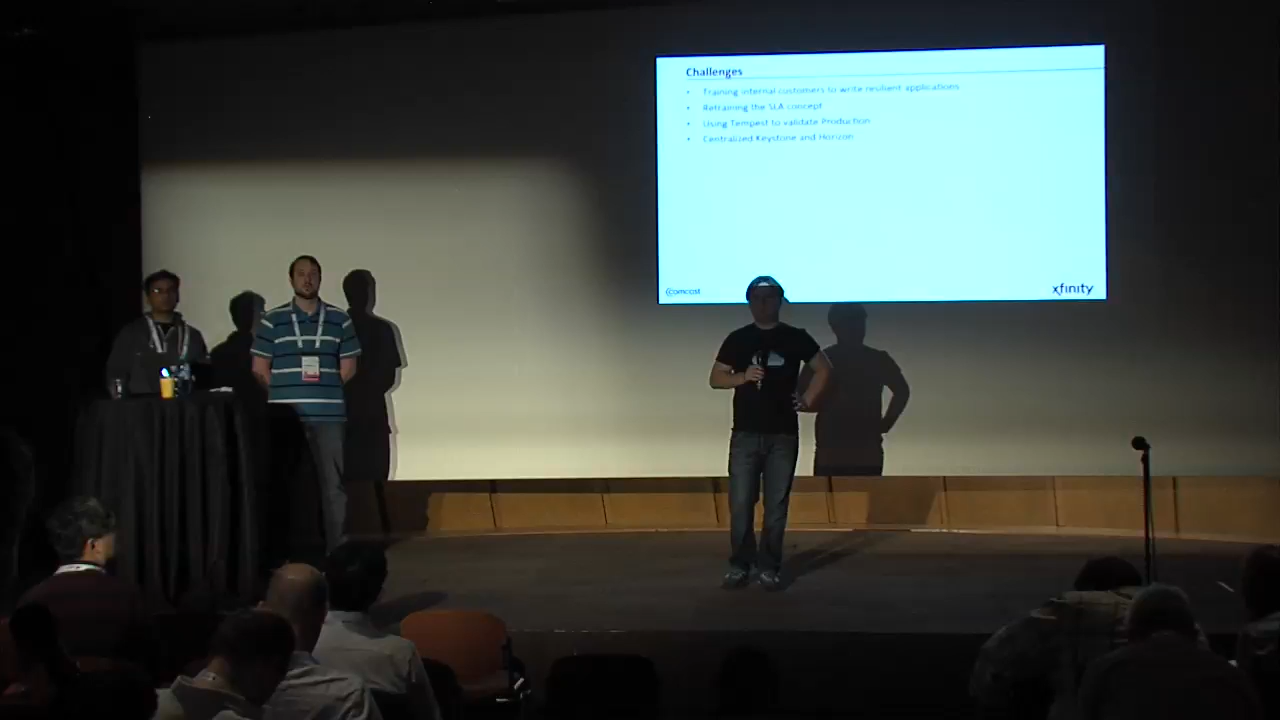 Challenges
• Training internal customers to write resilient applications
• Retraining the SLA concept
• Using Tempest to validate Production
• Centralized Keystone and Horizon
comcast
xfinity